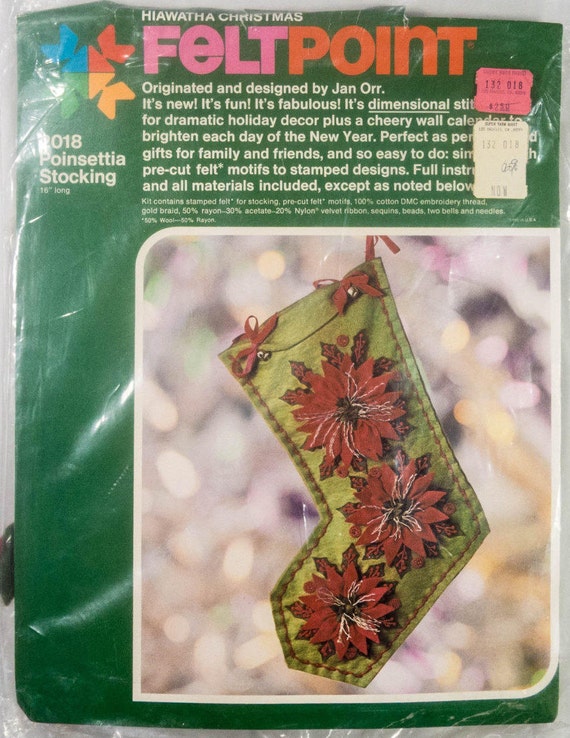 HIAWATHA CHRISTMAS
FELTPOINT
Originated and designed by Jan Orr.
It's new! It's fun! It's fabulous! It's dimensional
for dramatic holiday decor plus a cheery wall calendar to
brighten each day of the New Year. Perfect as
gifts for family and friends, and so easy to do:
pre-cut felt* motifs to stamped designs. Full
and all materials included, except as noted below
Kit contains stamped felt* for stocking, pre-cut felt* motifs, 100% cotton DMC embroidery thread,
gold braid, 50% rayon—30% acetate—20% Nylon® velvet ribbon, sequins, beads, two bells and needles.
*50% Wool—50% Rayon.
Poinsettia
Stocking
16" long
132 018
132 018
NOW